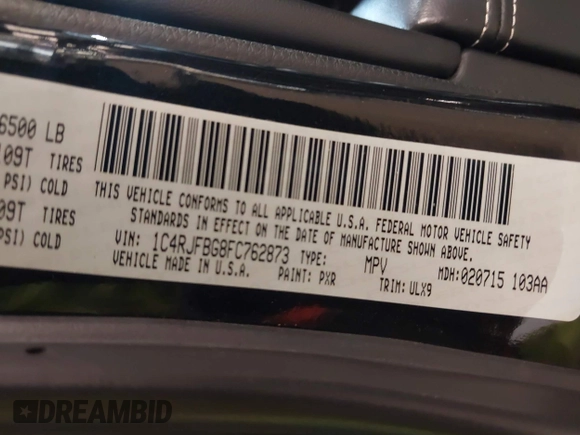 6500 LB
109T TIRES
PSI) COLD
09T TIRES
PSI) COLD
THIS VEHICLE CONFORMS TO ALL APPLICABLE U.S.A. FEDERAL MOTOR VEHICLE SAFETY
STANDARDS IN EFFECT ON THE DATE OF MANUFACTURE SHOWN ABOVE.
VIN: 1C4RJFBG8FC762873 TYPE: MPV MDH:020715 103AA
VEHICLE MADE IN U.S.A. PAINT: PXR TRIM: ULX9
DREAMBID